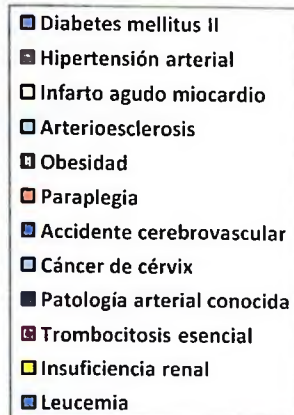 Diabetes mellitus II
Hipertensión arterial
Infarto agudo miocardio
Arterioesclerosis
Obesidad
Paraplegia
Accidente cerebrovascular
Cáncer de cérvix
Patología arterial conocida
Trombocitosis esencial
Insuficiencia renal
Leucemia